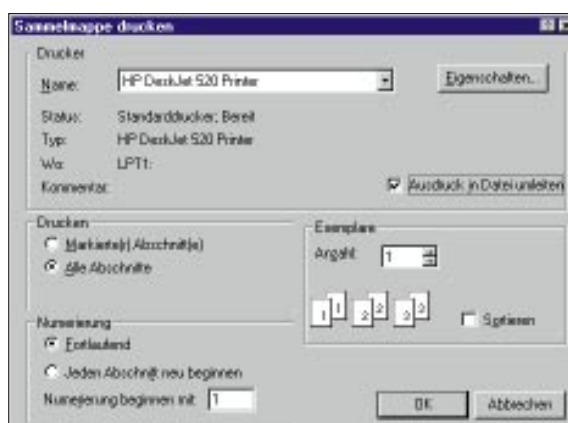 Sammelmappe drucken
Drucker
Name: HP DeskJet 520 Printer
Eigenschaften...
Status: Standarddrucker; Bereit
Typ: HP DeskJet 520 Printer
Wo: LPT1:
Kommentar:
Ausdruck in Datei umleiten
Drucken
Markierte(r) Abschnitt(e)
Alle Abschnitte
Exemplare
Anzahl: 1
1 1 2 2 3 3
Sortieren
Numerierung
Fortlaufend
Jeden Abschnitt neu beginnen
Numerierung beginnen mit: 1
OK
Abbrechen